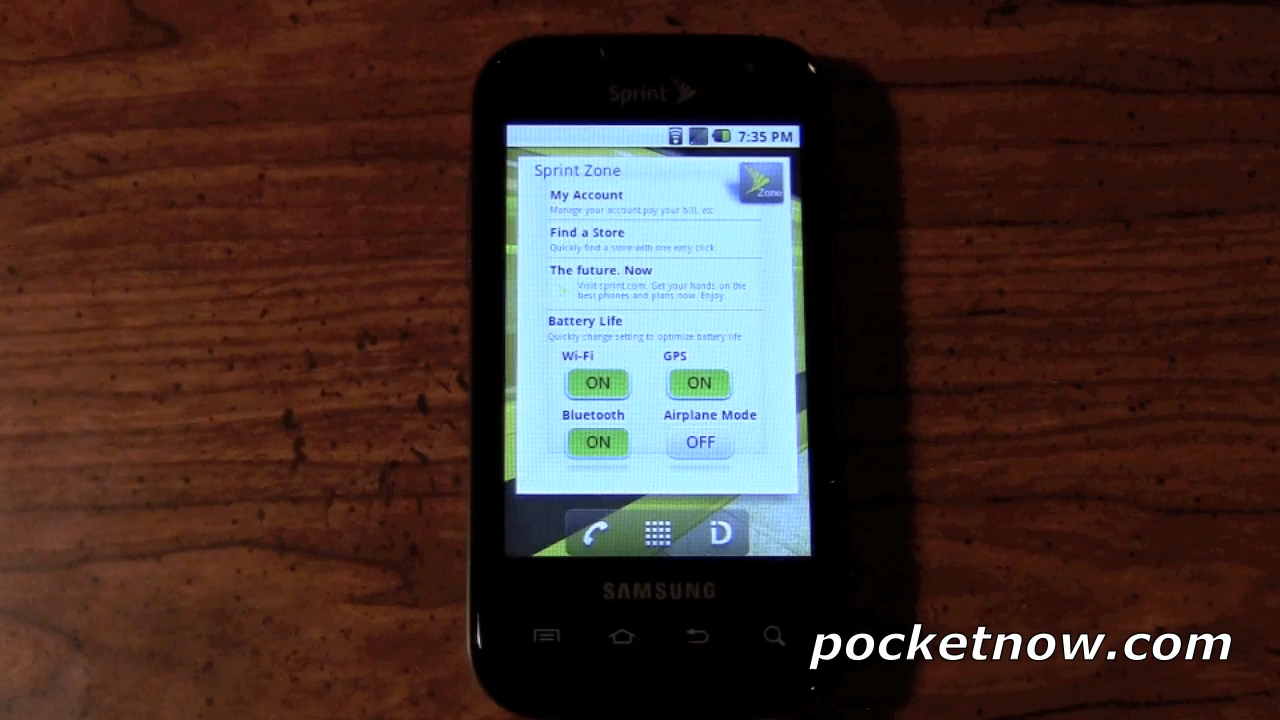 Sprint
7:35 PM
Sprint Zone
Zone
My Account
Manage your account,pay your bill, etc
Find a Store
Quickly find a store with one easy click
The future. Now
Visit sprint.com. Get your hands on the
best phones and plans now. Enjoy.
Battery Life
Quickly change setting to optimize battery life
Wi-Fi GPS
ON ON
Bluetooth Airplane Mode
ON OFF
iD
SAMSUNG
pocketnow.com